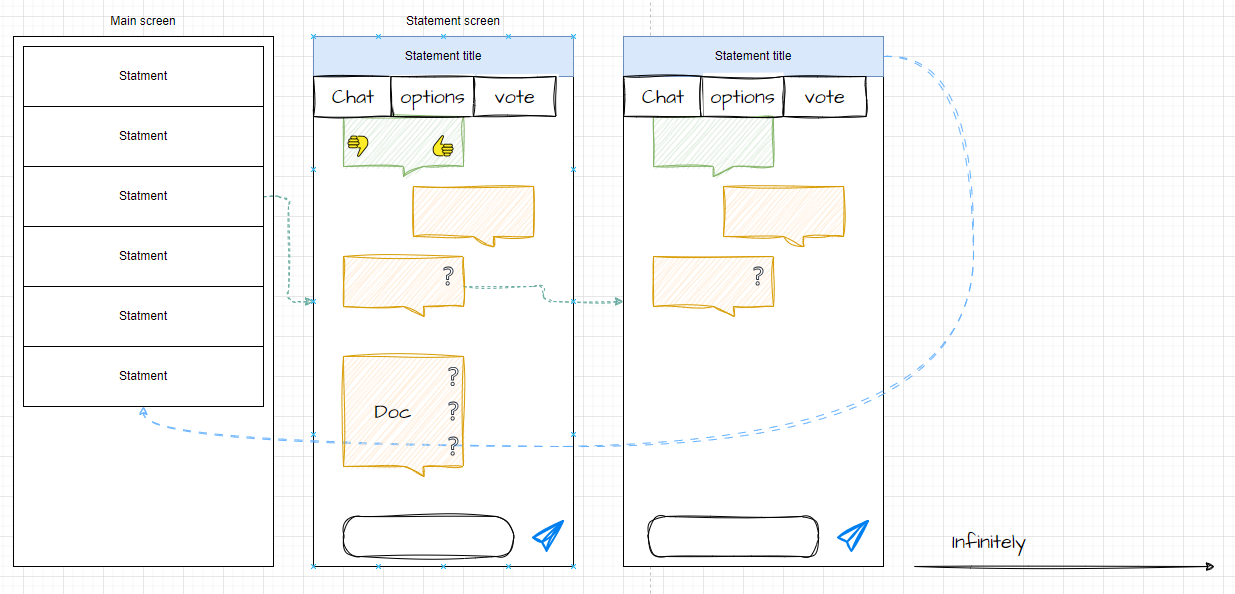 Main screen
Statment
Statment
Statment
Statment
Statment
Statment
Statement screen
Statement title
Chat options vote
?
Doc
?
?
?
Statement title
Chat options vote
?
Infinitely